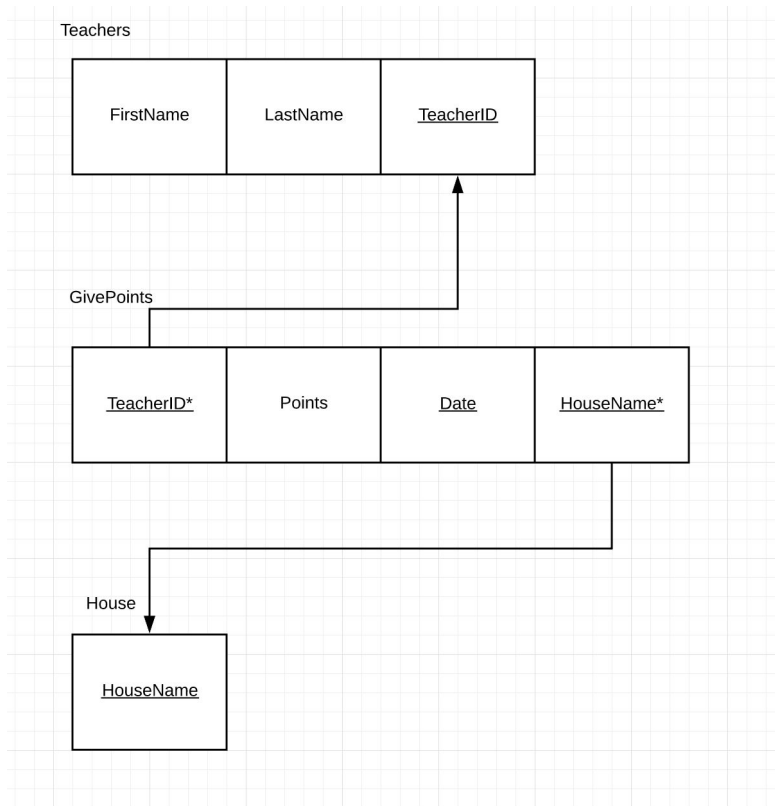 Teachers
FirstName LastName TeacherID
GivePoints
TeacherID* Points Date HouseName*
House
HouseName